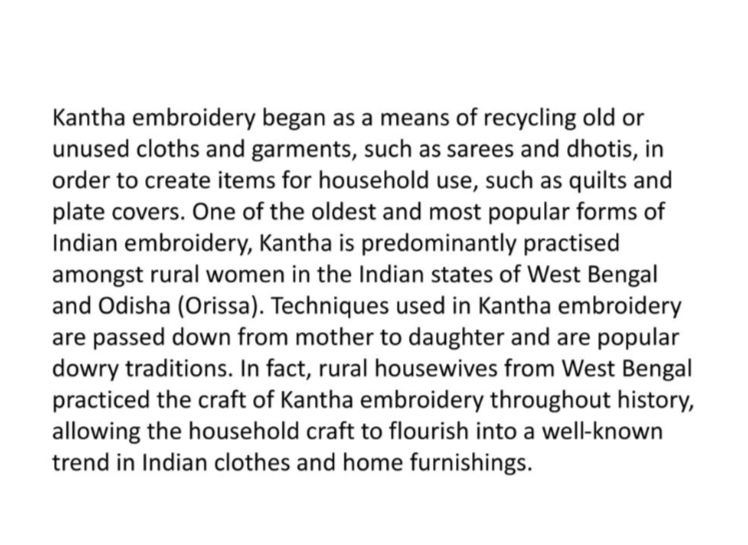 Kantha embroidery began as a means of recycling old or
unused cloths and garments, such as sarees and dhotis, in
order to create items for household use, such as quilts and
plate covers. One of the oldest and most popular forms of
Indian embroidery, Kantha is predominantly practised
amongst rural women in the Indian states of West Bengal
and Odisha (Orissa). Techniques used in Kantha embroidery
are passed down from mother to daughter and are popular
dowry traditions. In fact, rural housewives from West Bengal
practiced the craft of Kantha embroidery throughout history,
allowing the household craft to flourish into a well-known
trend in Indian clothes and home furnishings.